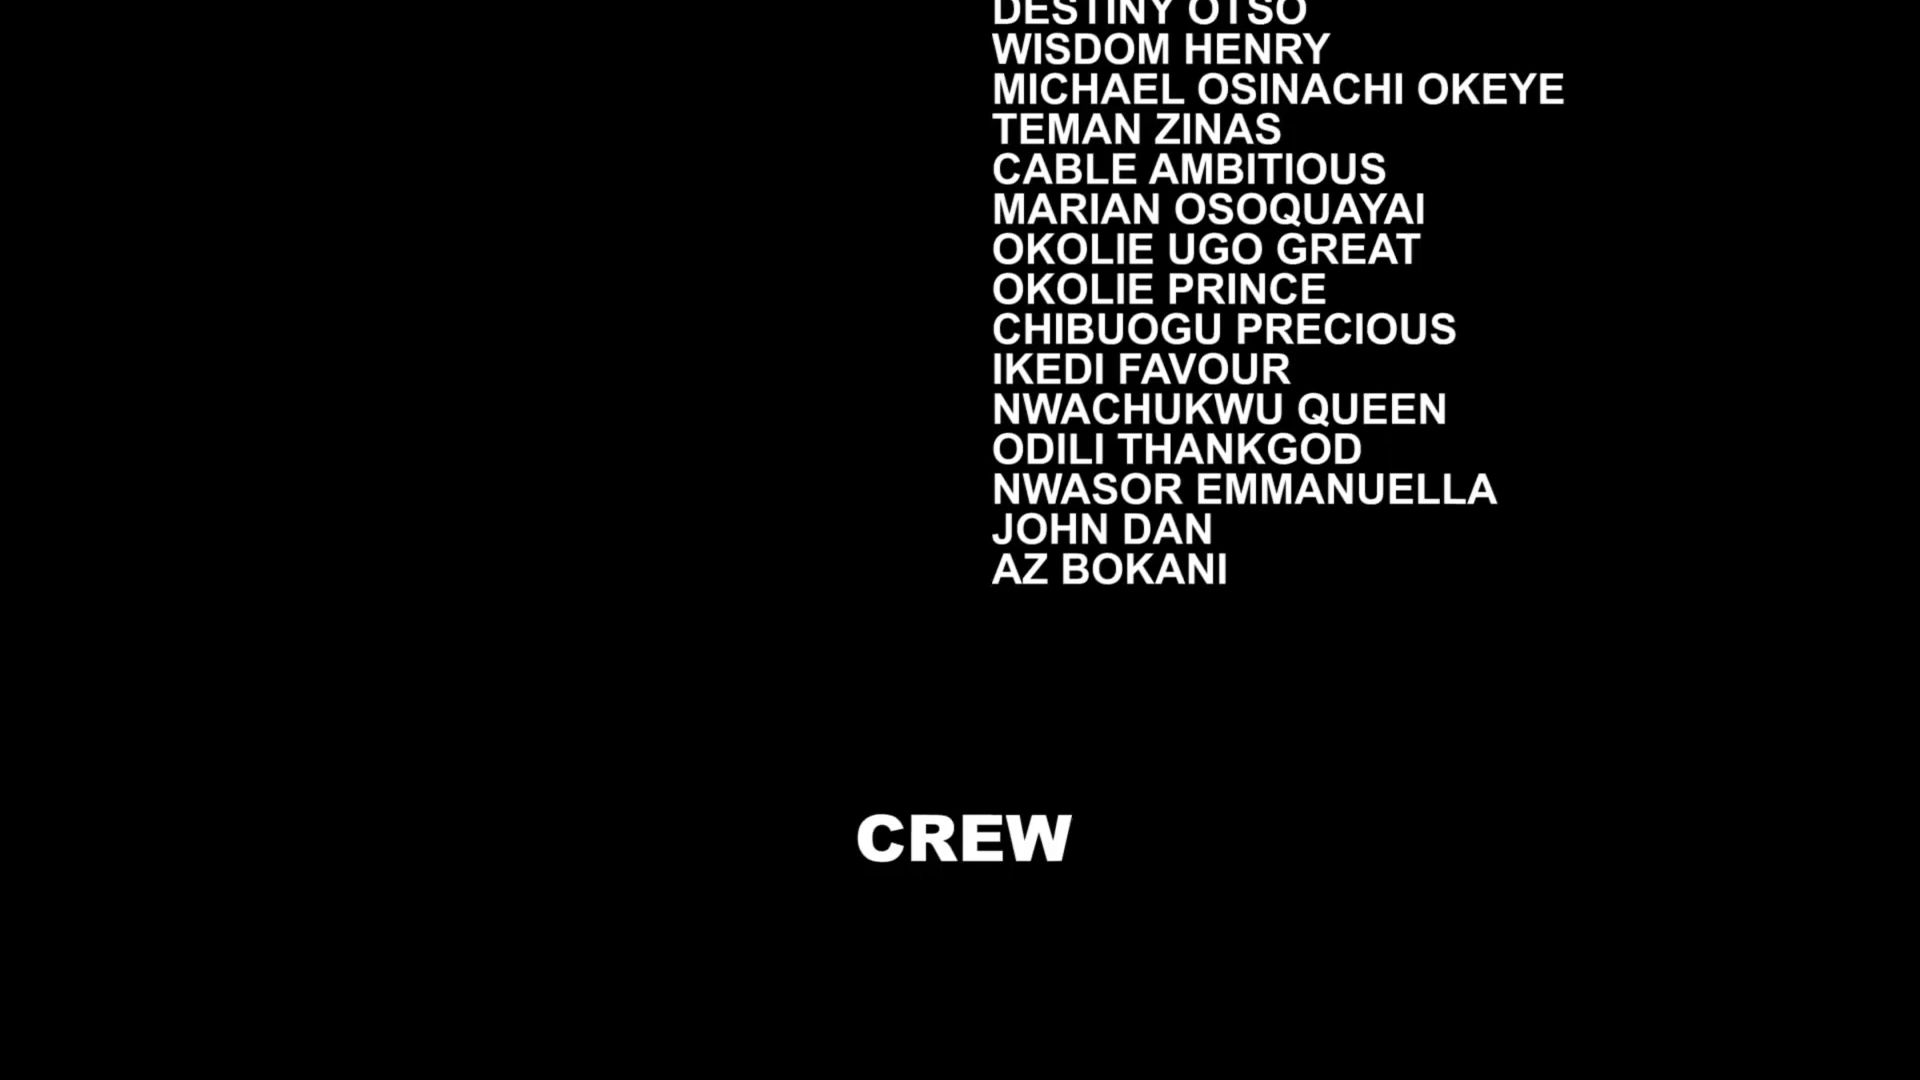 DESTINY OTSO
WISDOM HENRY
MICHAEL OSINACHI OKEYE
TEMAN ZINAS
CABLE AMBITIOUS
MARIAN OSOQUAYAI
OKOLIE UGO GREAT
OKOLIE PRINCE
CHIBUOGU PRECIOUS
IKEDI FAVOUR
NWACHUKWU QUEEN
ODILI THANKGOD
NWASOR EMMANUELLA
JOHN DAN
AZ BOKANI
CREW